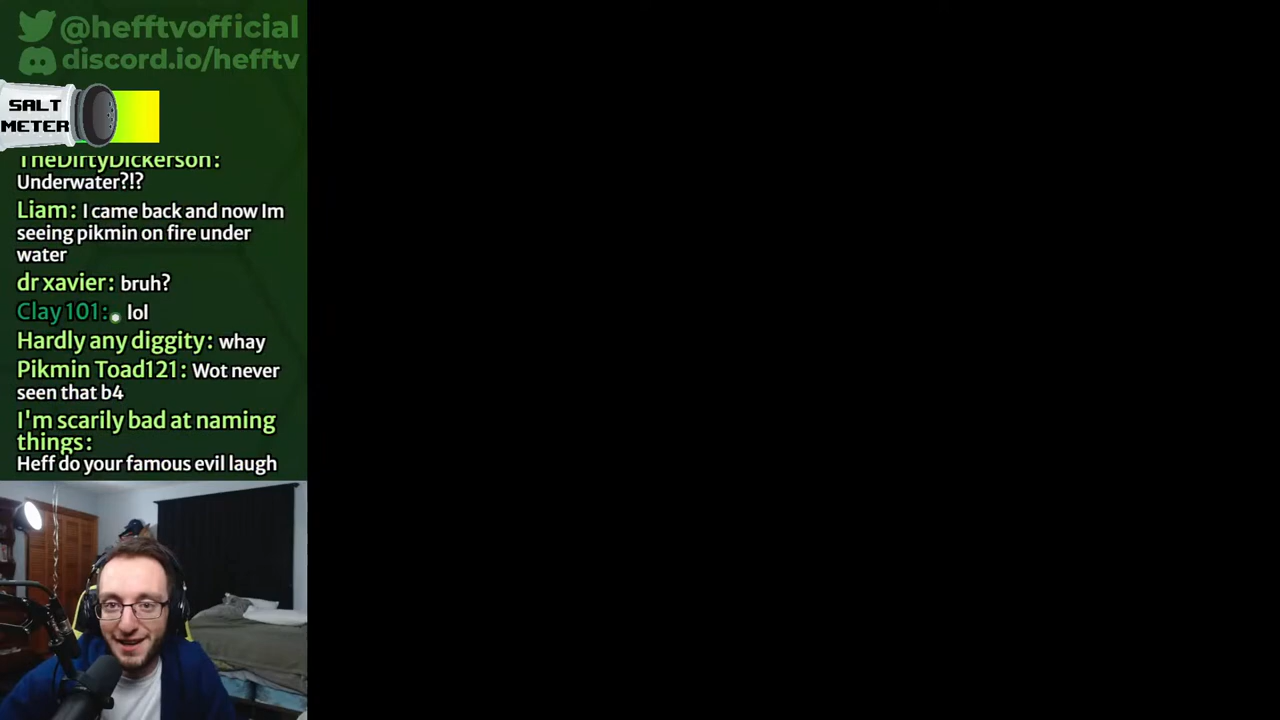 @hefftvofficial
discord.io/hefftv
SALT
METER
TheDirtyDickerson:
Underwater?!?
Liam: I came back and now Im
seeing pikmin on fire under
water
dr xavier: bruh?
Clay 101: lol
Hardly any diggity: whay
Pikmin Toad121: Wot never
seen that b4
I'm scarily bad at naming
things:
Heff do your famous evil laugh